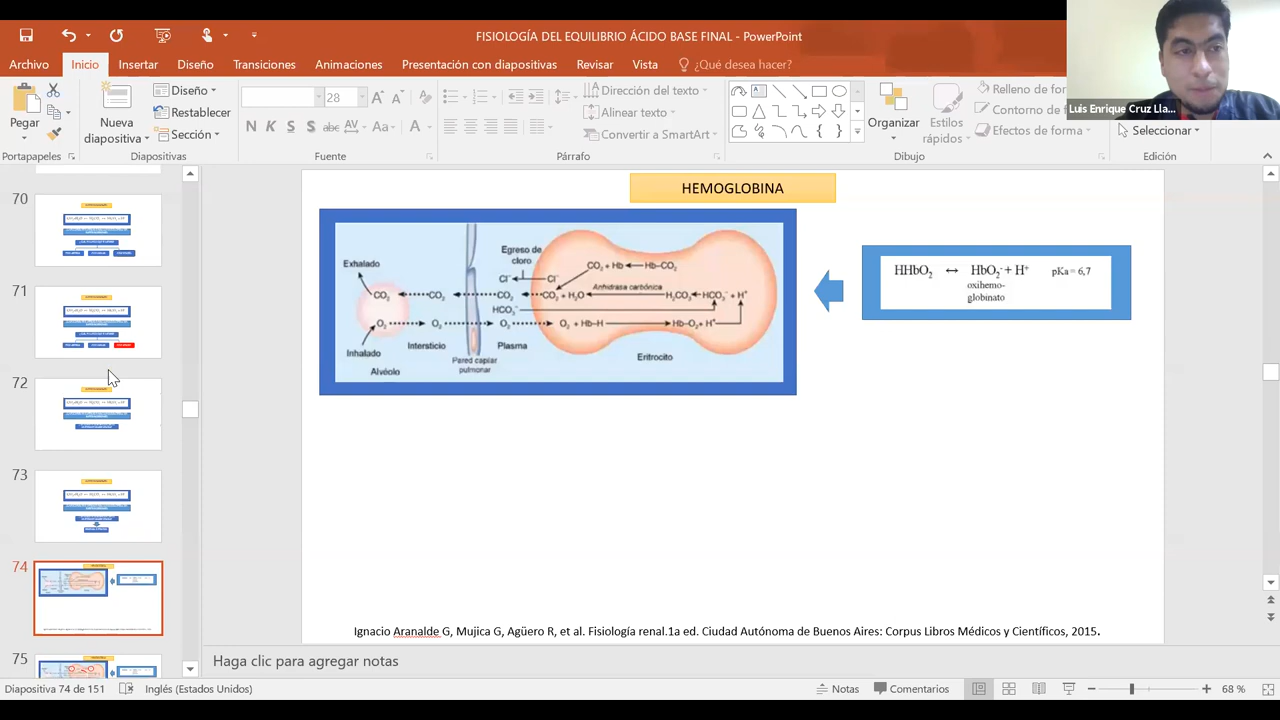 FISIOLOGÍA DEL EQUILIBRIO ÁCIDO BASE FINAL - PowerPoint
Luis Enrique Cruz Lla...
Archivo Inicio Insertar Diseño Transiciones Animaciones Presentación con diapositivas Revisar Vista ¿Qué desea hacer?
Pegar
Nueva diapositiva
Diseño
Restablecer
Sección
28
N K S S abc AV Aa A
Dirección del texto
Alinear texto
Convertir a SmartArt
Organizar
Estilos rápidos
Relleno de fo
Contorno de
Efectos de forma
Seleccionar
Portapapeles Diapositivas Fuente Párrafo Dibujo Edición
70
71
72
73
74
75
HEMOGLOBINA
Exhalado
Egreso de cloro
Cl⁻ Cl⁻
CO₂ + Hb Hb–CO₂
Anhidrasa carbónica
CO₂ CO₂ CO₂ CO₂ + H₂O H₂CO₃ HCO₃⁻ + H⁺
HCO₃⁻
O₂ O₂ O₂ O₂ + Hb–H Hb–O₂ + H⁺
Inhalado
Intersticio
Plasma
Pared capilar pulmonar
Eritrocito
Alvéolo
HHbO₂ ↔ HbO₂⁻ + H⁺ pKa = 6,7
oxihemo-
globinato
Ignacio Aranalde G, Mujica G, Agüero R, et al. Fisiología renal.1a ed. Ciudad Autónoma de Buenos Aires: Corpus Libros Médicos y Científicos, 2015.
Haga clic para agregar notas
Diapositiva 74 de 151 Inglés (Estados Unidos) Notas Comentarios 68 %